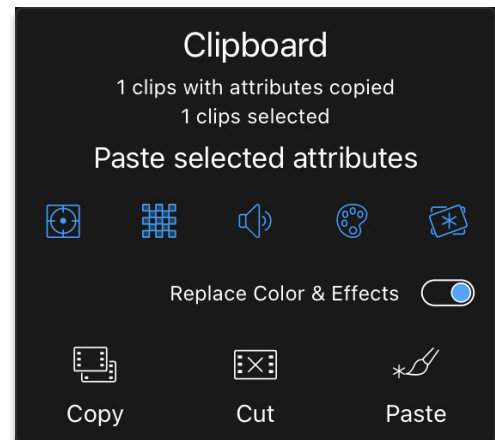 Clipboard
1 clips with attributes copied
1 clips selected
Paste selected attributes
Replace Color & Effects
Copy Cut Paste